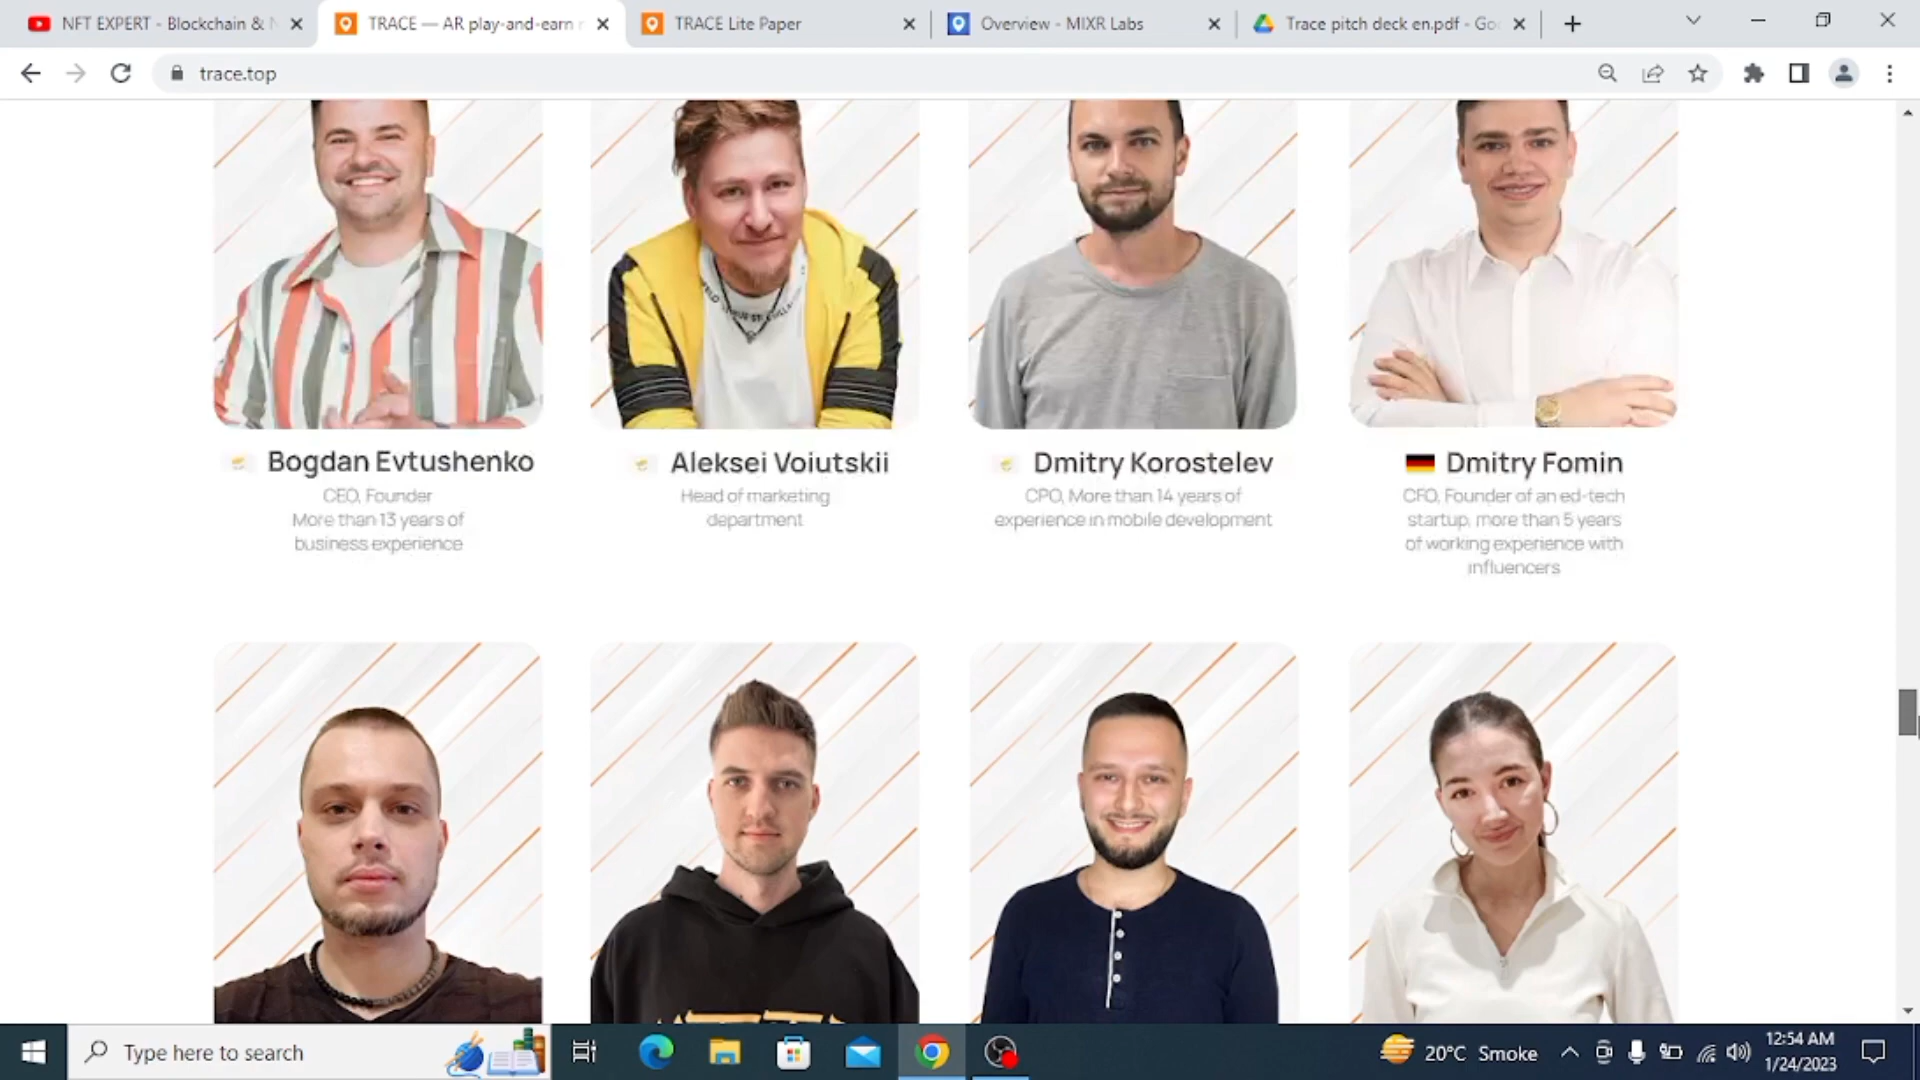 NFT EXPERT - Blockchain & N
TRACE — AR play-and-earn r
TRACE Lite Paper
Overview - MIXR Labs
Trace pitch deck en.pdf - Goo
trace.top
Bogdan Evtushenko
CEO, Founder
More than 13 years of
business experience
Aleksei Voiutskii
Head of marketing
department
Dmitry Korostelev
CPO, More than 14 years of
experience in mobile development
Dmitry Fomin
CFO, Founder of an ed-tech
startup, more than 5 years
of working experience with
influencers
Type here to search
20°C Smoke
12:54 AM
1/24/2023